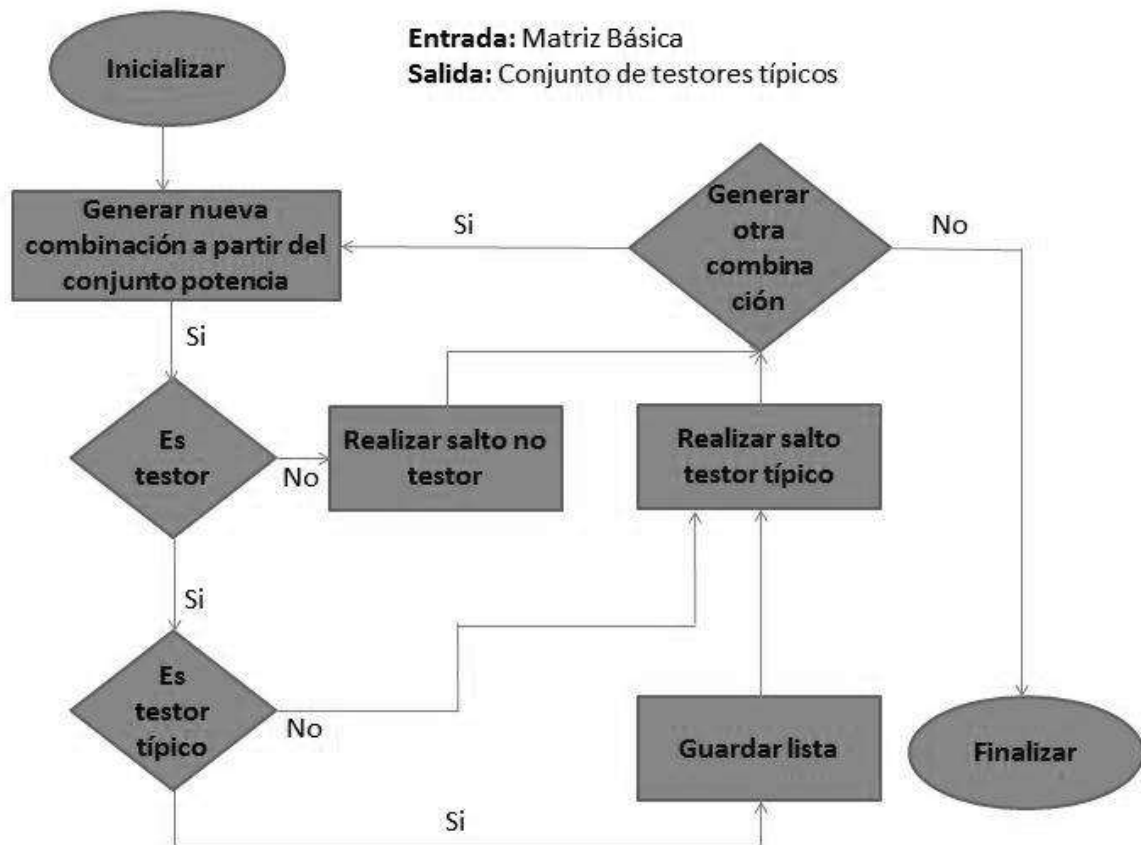 Entrada: Matriz Básica
Salida: Conjunto de testores típicos
Inicializar
Generar nueva
combinación a partir del
conjunto potencia
Si
Generar
otra
combina
ción
Si
No
Es
testor
No
Realizar salto no
testor
Realizar salto
testor típico
Si
Es
testor
típico
No
Guardar lista
Finalizar
Si